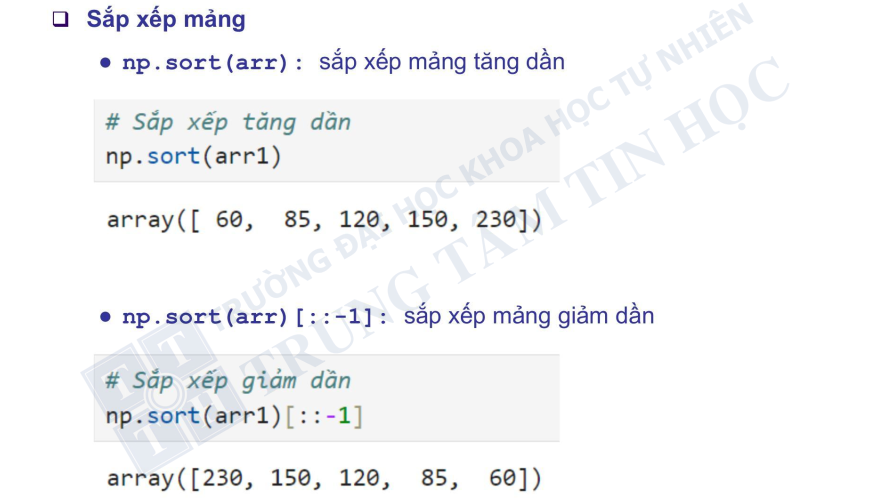 ❑ Sắp xếp mảng
● np.sort(arr): sắp xếp mảng tăng dần
# Sắp xếp tăng dần
np.sort(arr1)
array([ 60,  85, 120, 150, 230])
● np.sort(arr)[::-1]: sắp xếp mảng giảm dần
# Sắp xếp giảm dần
np.sort(arr1)[::-1]
array([230, 150, 120,  85,  60])
TRƯỜNG ĐẠI HỌC KHOA HỌC TỰ NHIÊN
TRUNG TÂM TIN HỌC